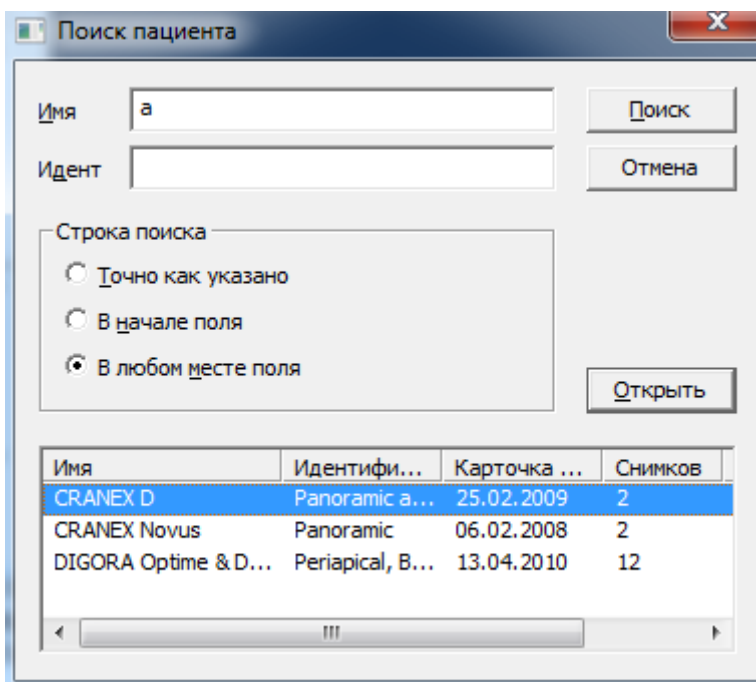 Поиск пациента
Имя а Поиск
Идент Отмена
Строка поиска
Точно как указано
В начале поля
В любом месте поля
Открыть
Имя Идентифи... Карточка ... Снимков
CRANEX D Panoramic a... 25.02.2009 2
CRANEX Novus Panoramic 06.02.2008 2
DIGORA Optime & D... Periapical, B... 13.04.2010 12